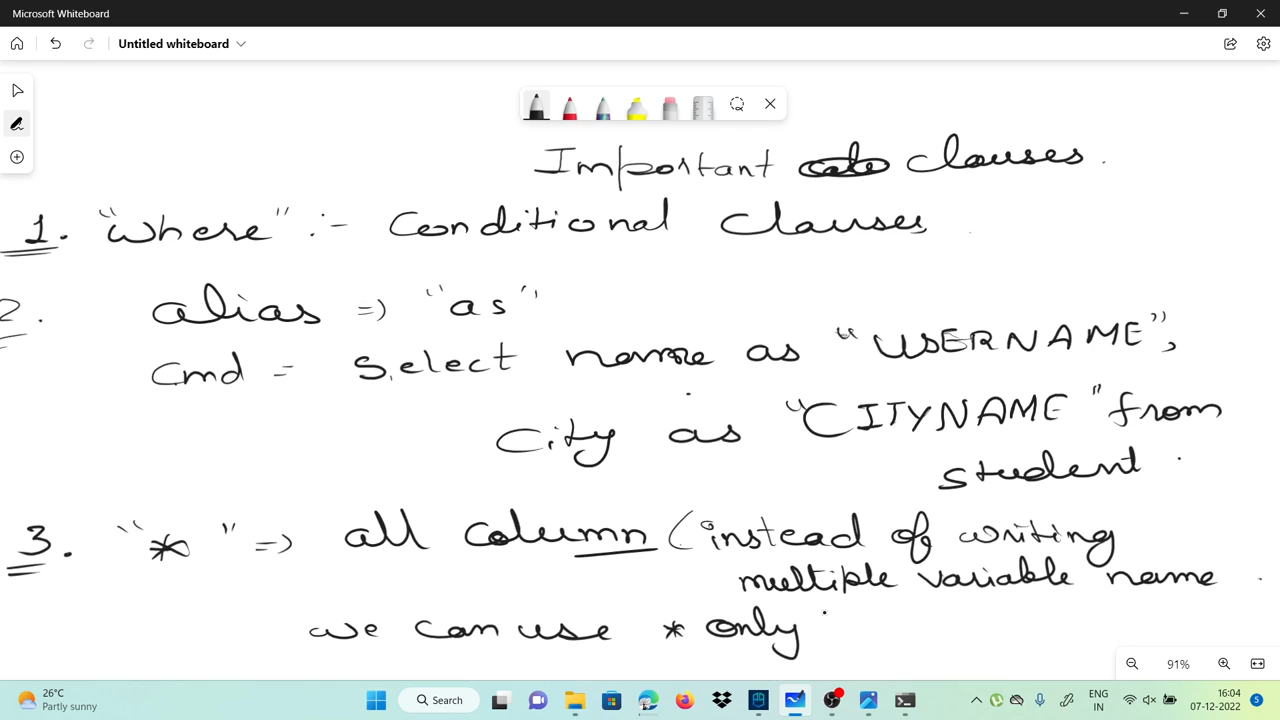 Microsoft Whiteboard
Untitled whiteboard
Important clauses.
1. "where" :- Conditional Clauses,
2. alias => "as"
Cmd = Select name as "USERNAME",
City as "CITYNAME" from
student.
3. "*" => all column (instead of writing
multiple variable name
we can use * only
91%
26°C
Partly sunny
Search
ENG
IN
16:04
07-12-2022
5